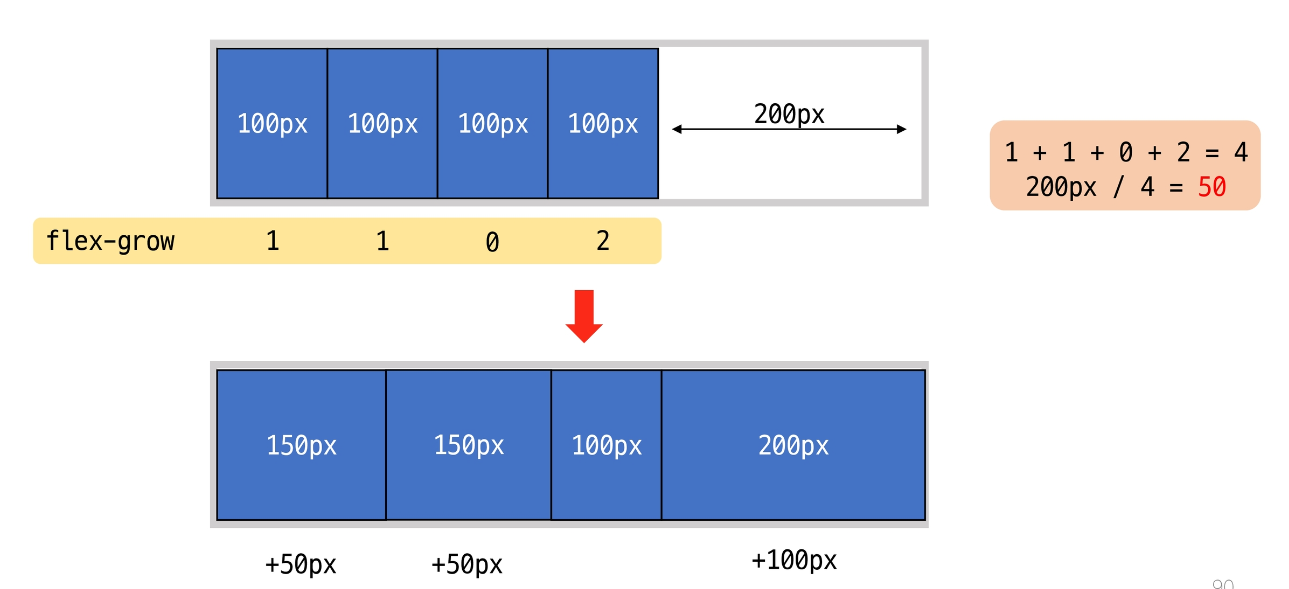 100px 100px 100px 100px 200px
1 + 1 + 0 + 2 = 4
200px / 4 = 50
flex-grow 1 1 0 2
150px 150px 100px 200px
+50px +50px +100px
90